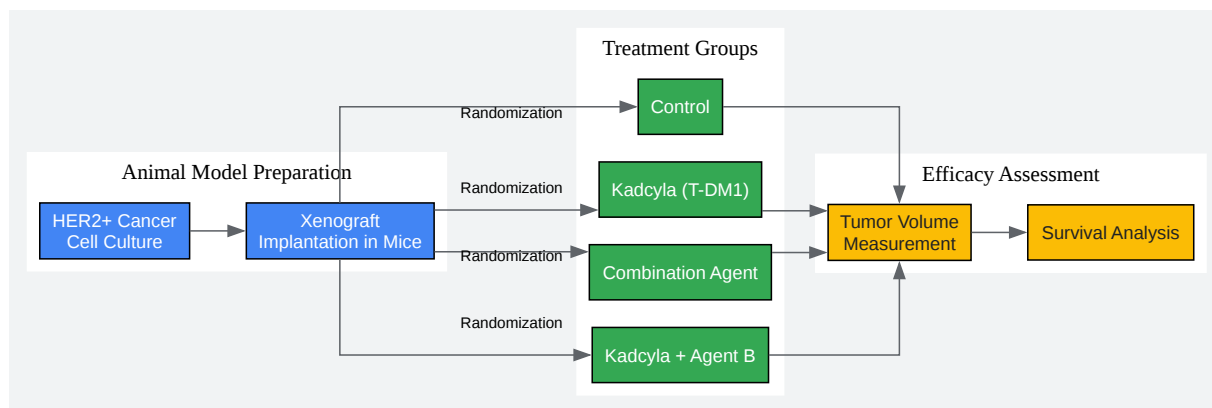 Treatment Groups
Randomization
Control
Animal Model Preparation
Efficacy Assessment
Randomization
Kadcyla (T-DM1)
HER2+ Cancer
Cell Culture
Xenograft
Implantation in Mice
Tumor Volume
Measurement
Survival Analysis
Randomization
Combination Agent
Randomization
Kadcyla + Agent B